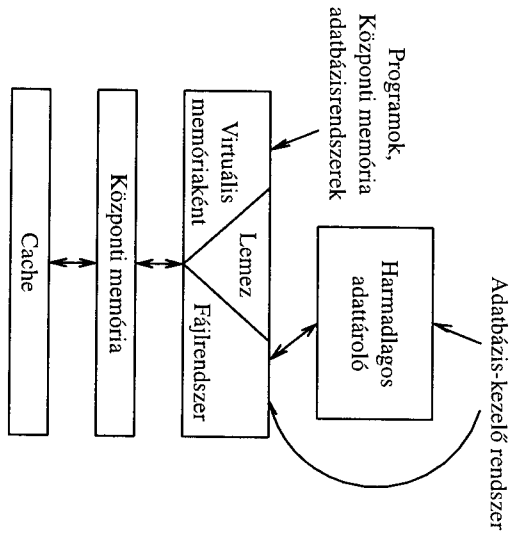 Adatbázis-kezelő rendszer
Harmadlagos
adattároló
Programok,
Központi memória
adatbázisrendszerek
Virtuális
memóriaként
Lemez
Fájlrendszer
Központi memória
Cache